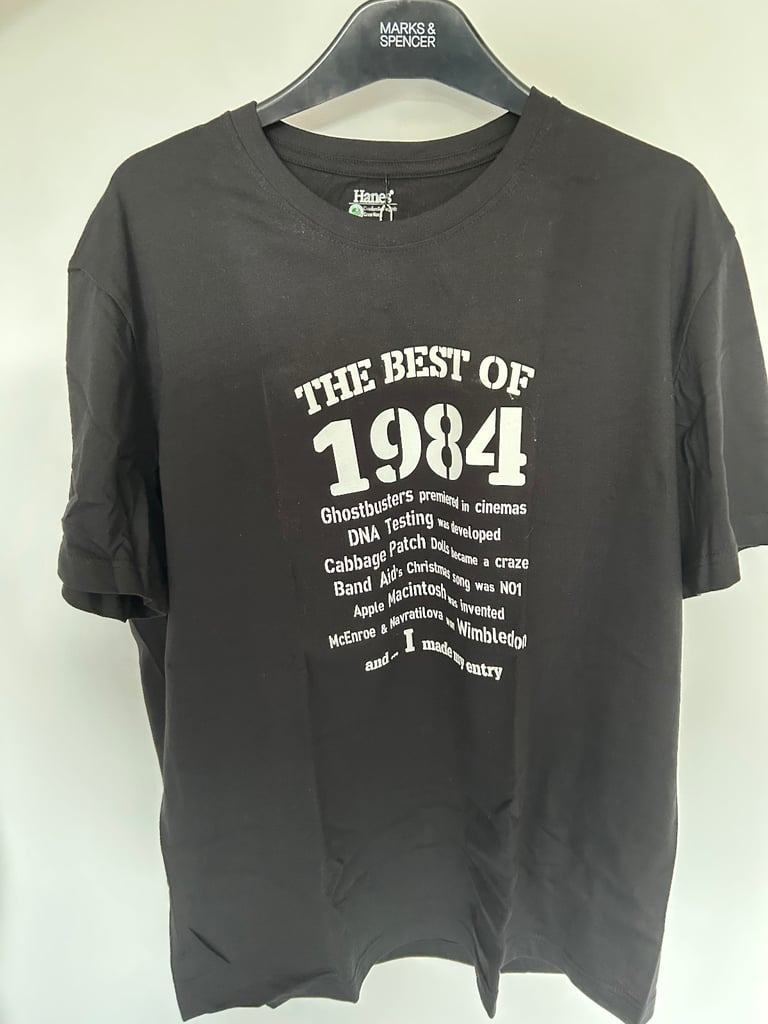 MARKS &
SPENCER
Hanes
THE BEST OF
1984
Ghostbusters premiered in cinemas
DNA Testing was developed
Cabbage Patch Dolls became a craze
Band Aid's Christmas song was NO1
Apple Macintosh was invented
McEnroe & Navratilova won Wimbledon
and... I made my entry